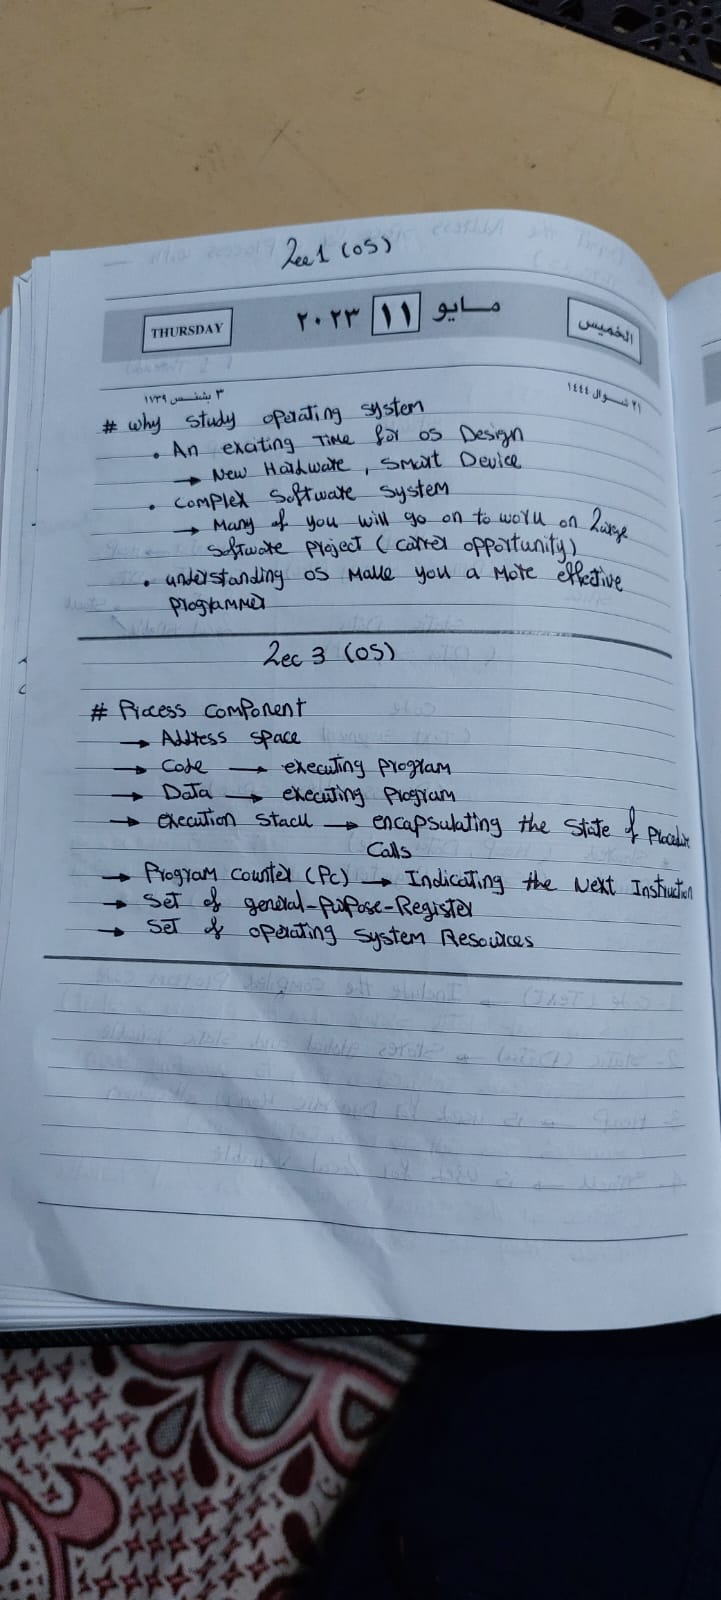 Lec 1 (OS)
THURSDAY
٢٠٢٣ ١١ مايو
الخميس
٣ بشنس ١٧٣٩
٢١ شوال ١٤٤٤
# Why study operating system
• An exciting Time for OS Design
→ New Hardware, Smart Device
• Complex Software System
→ Many of you will go on to work on Large
Software project (career opportunity)
• understanding OS Make you a More effective
programmer
Lec 3 (OS)
# Process Component
→ Address space
→ Code → executing program
→ Data → executing program
→ execution stack → encapsulating the State of Procedure
Calls
→ Program counter (PC) → Indicating the Next Instruction
→ Set of general-purpose-Register
→ Set of operating System Resources